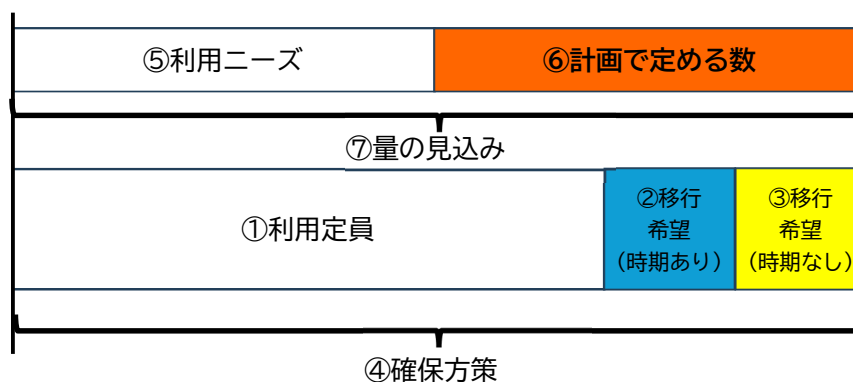 ⑤利用ニーズ
⑥計画で定める数
⑦量の見込み
①利用定員
②移行
希望
（時期あり）
③移行
希望
（時期なし）
④確保方策